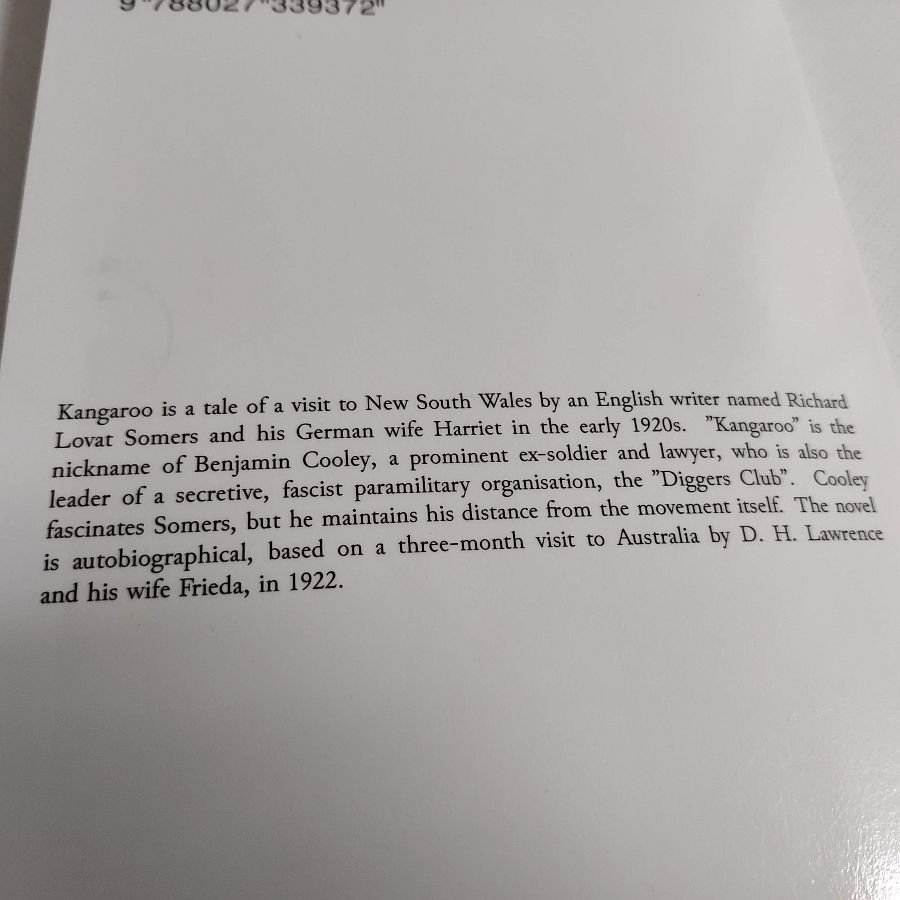 9 "788027"339372"
Kangaroo is a tale of a visit to New South Wales by an English writer named Richard
Lovat Somers and his German wife Harriet in the early 1920s. ”Kangaroo” is the
nickname of Benjamin Cooley, a prominent ex-soldier and lawyer, who is also the
leader of a secretive, fascist paramilitary organisation, the ”Diggers Club”. Cooley
fascinates Somers, but he maintains his distance from the movement itself. The novel
is autobiographical, based on a three-month visit to Australia by D. H. Lawrence
and his wife Frieda, in 1922.